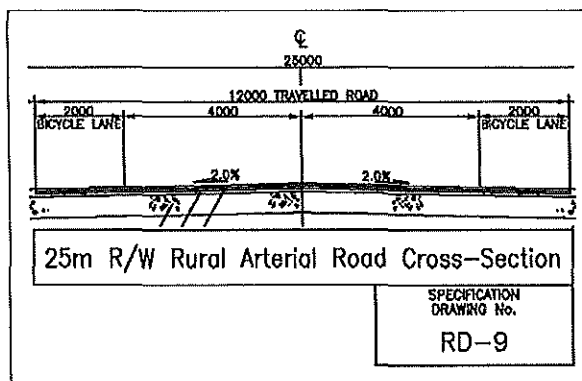 ℄
25000
12000 TRAVELLED ROAD
2000 4000 4000 2000
BICYCLE LANE BICYCLE LANE
2.0% 2.0%
25m R/W Rural Arterial Road Cross-Section
SPECIFICATION
DRAWING No.
RD-9